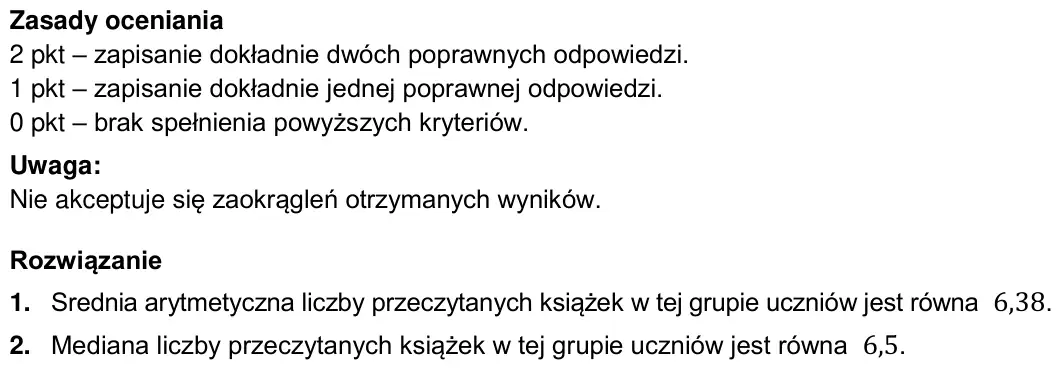 Zasady oceniania
2 pkt – zapisanie dokładnie dwóch poprawnych odpowiedzi.
1 pkt – zapisanie dokładnie jednej poprawnej odpowiedzi.
0 pkt – brak spełnienia powyższych kryteriów.
Uwaga:
Nie akceptuje się zaokrągleń otrzymanych wyników.
Rozwiązanie
1. Srednia arytmetyczna liczby przeczytanych książek w tej grupie uczniów jest równa 6,38.
2. Mediana liczby przeczytanych książek w tej grupie uczniów jest równa 6,5.